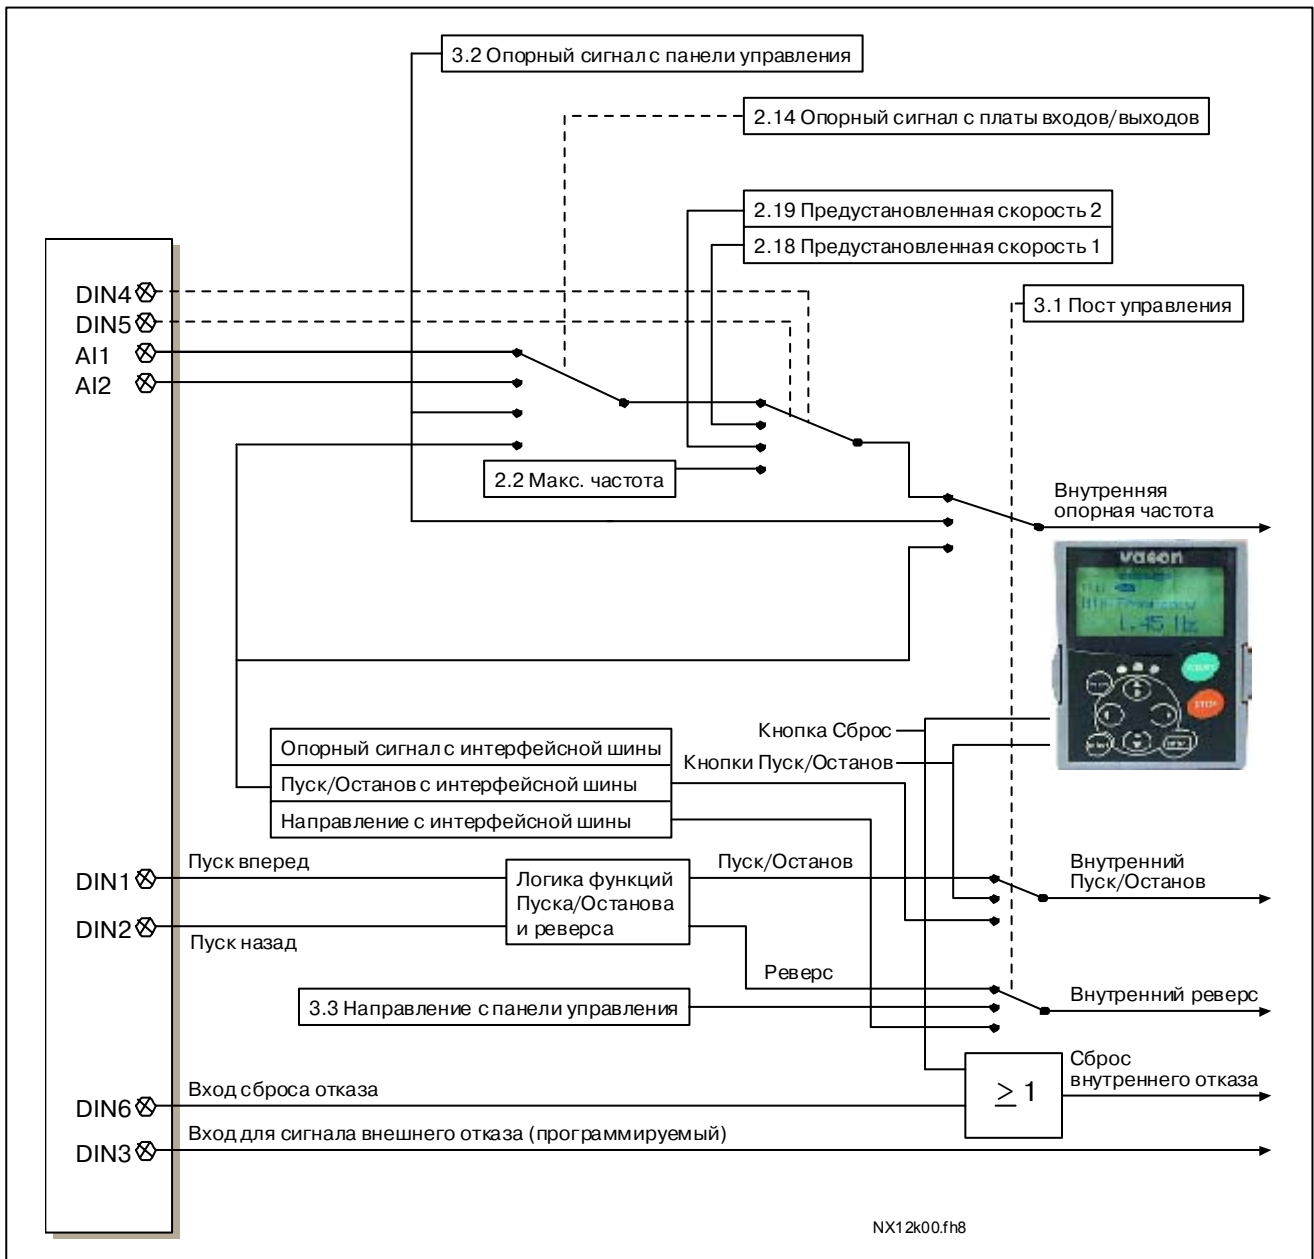 3.2 Опорный сигнал с панели управления
2.14 Опорный сигнал с платы входов/выходов
2.19 Предустановленная скорость 2
2.18 Предустановленная скорость 1
3.1 Пост управления
DIN4
DIN5
AI1
AI2
2.2 Макс. частота
Внутренняя
опорная частота
vacon
1.45 Hz
STOP
Кнопка Сброс
Кнопки Пуск/Останов
Опорный сигнал с интерфейсной шины
Пуск/Останов с интерфейсной шины
Направление с интерфейсной шины
DIN1
Пуск вперед
DIN2
Пуск назад
Логика функций
Пуска/Останова
и реверса
Пуск/Останов
Внутренний
Пуск/Останов
Реверс
3.3 Направление с панели управления
Внутренний реверс
Сброс
внутреннего отказа
≥ 1
DIN6
Вход сброса отказа
DIN3
Вход для сигнала внешнего отказа (программируемый)
NX12k00.fh8